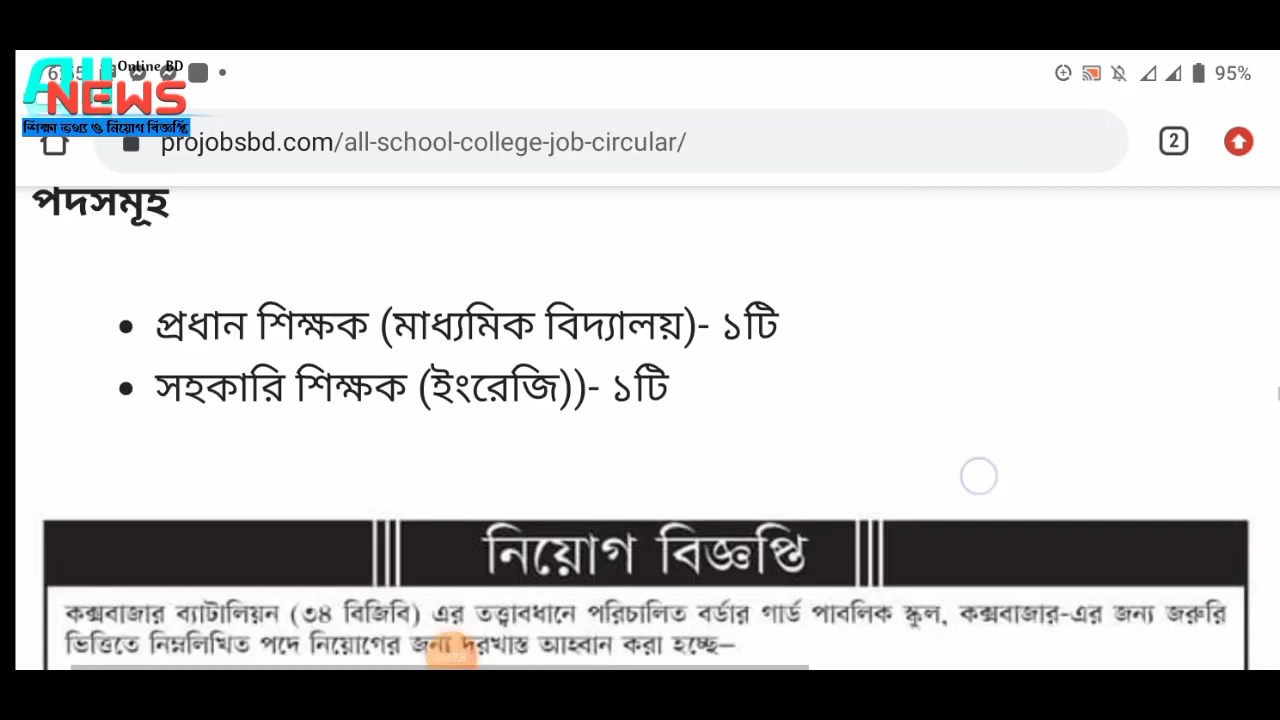 Online BD
All
NEWS
শিক্ষা তথ্য ও নিয়োগ বিজ্ঞপ্তি
95%
projobsbd.com/all-school-college-job-circular/
2
পদসমূহ
• প্রধান শিক্ষক (মাধ্যমিক বিদ্যালয়)- ১টি
• সহকারি শিক্ষক (ইংরেজি))- ১টি
নিয়োগ বিজ্ঞপ্তি
কক্সবাজার ব্যাটালিয়ন (৩৪ বিজিবি) এর তত্ত্বাবধানে পরিচালিত বর্ডার গার্ড পাবলিক স্কুল, কক্সবাজার-এর জন্য জরুরি
ভিত্তিতে নিম্নলিখিত পদে নিয়োগের জন্য দরখাস্ত আহ্বান করা হচ্ছে–